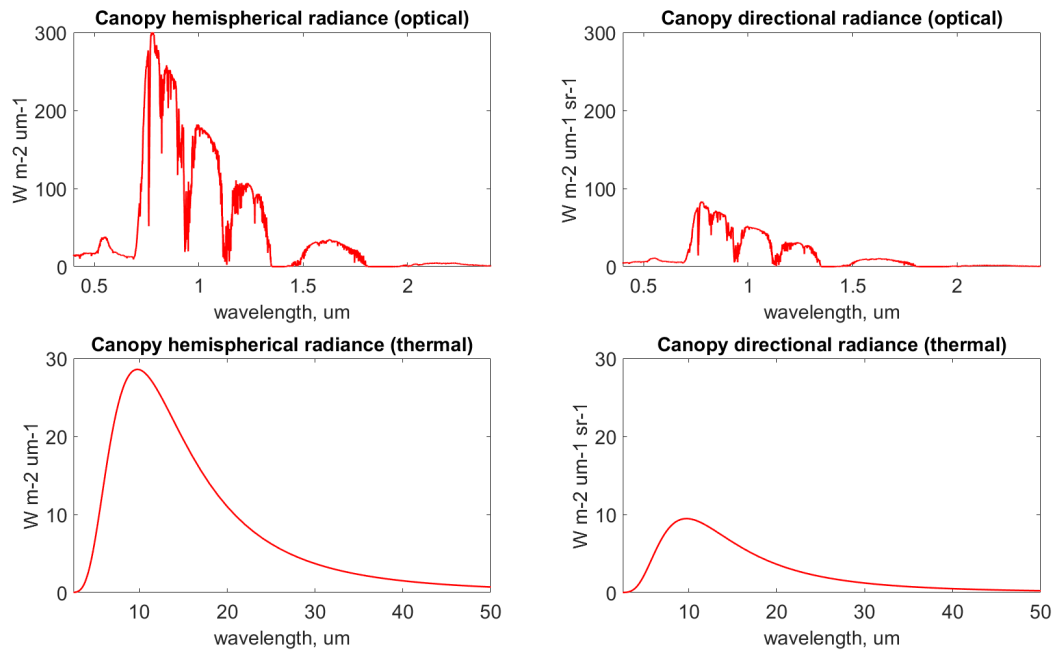 Canopy hemispherical radiance (optical)
300
200
100
0
W m-2 um-1
0.5 1 1.5 2
wavelength, um
Canopy directional radiance (optical)
300
200
100
0
W m-2 um-1 sr-1
0.5 1 1.5 2
wavelength, um
Canopy hemispherical radiance (thermal)
30
20
10
0
W m-2 um-1
10 20 30 40 50
wavelength, um
Canopy directional radiance (thermal)
30
20
10
0
W m-2 um-1 sr-1
10 20 30 40 50
wavelength, um